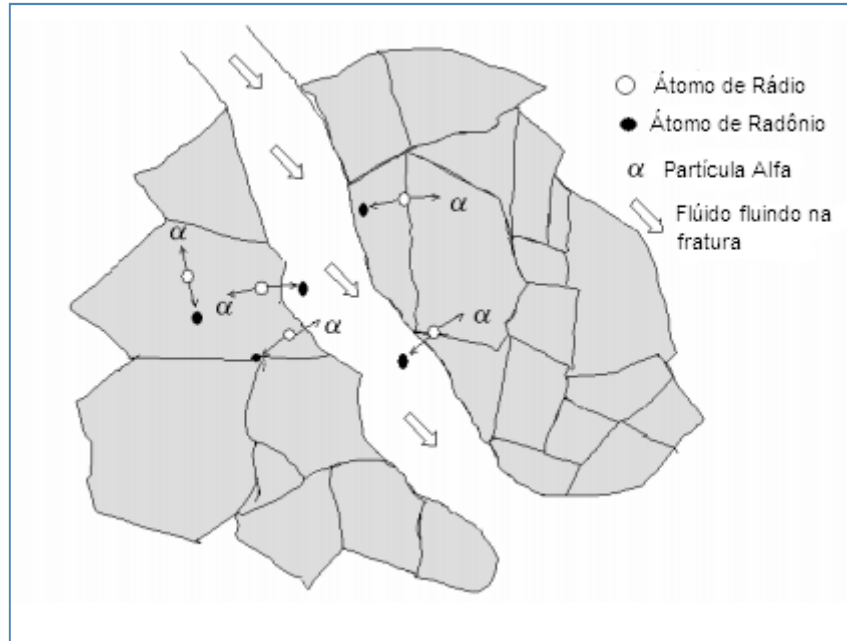 Átomo de Rádio
Átomo de Radônio
α Partícula Alfa
Flúido fluindo na
fratura
α
α
α
α
α